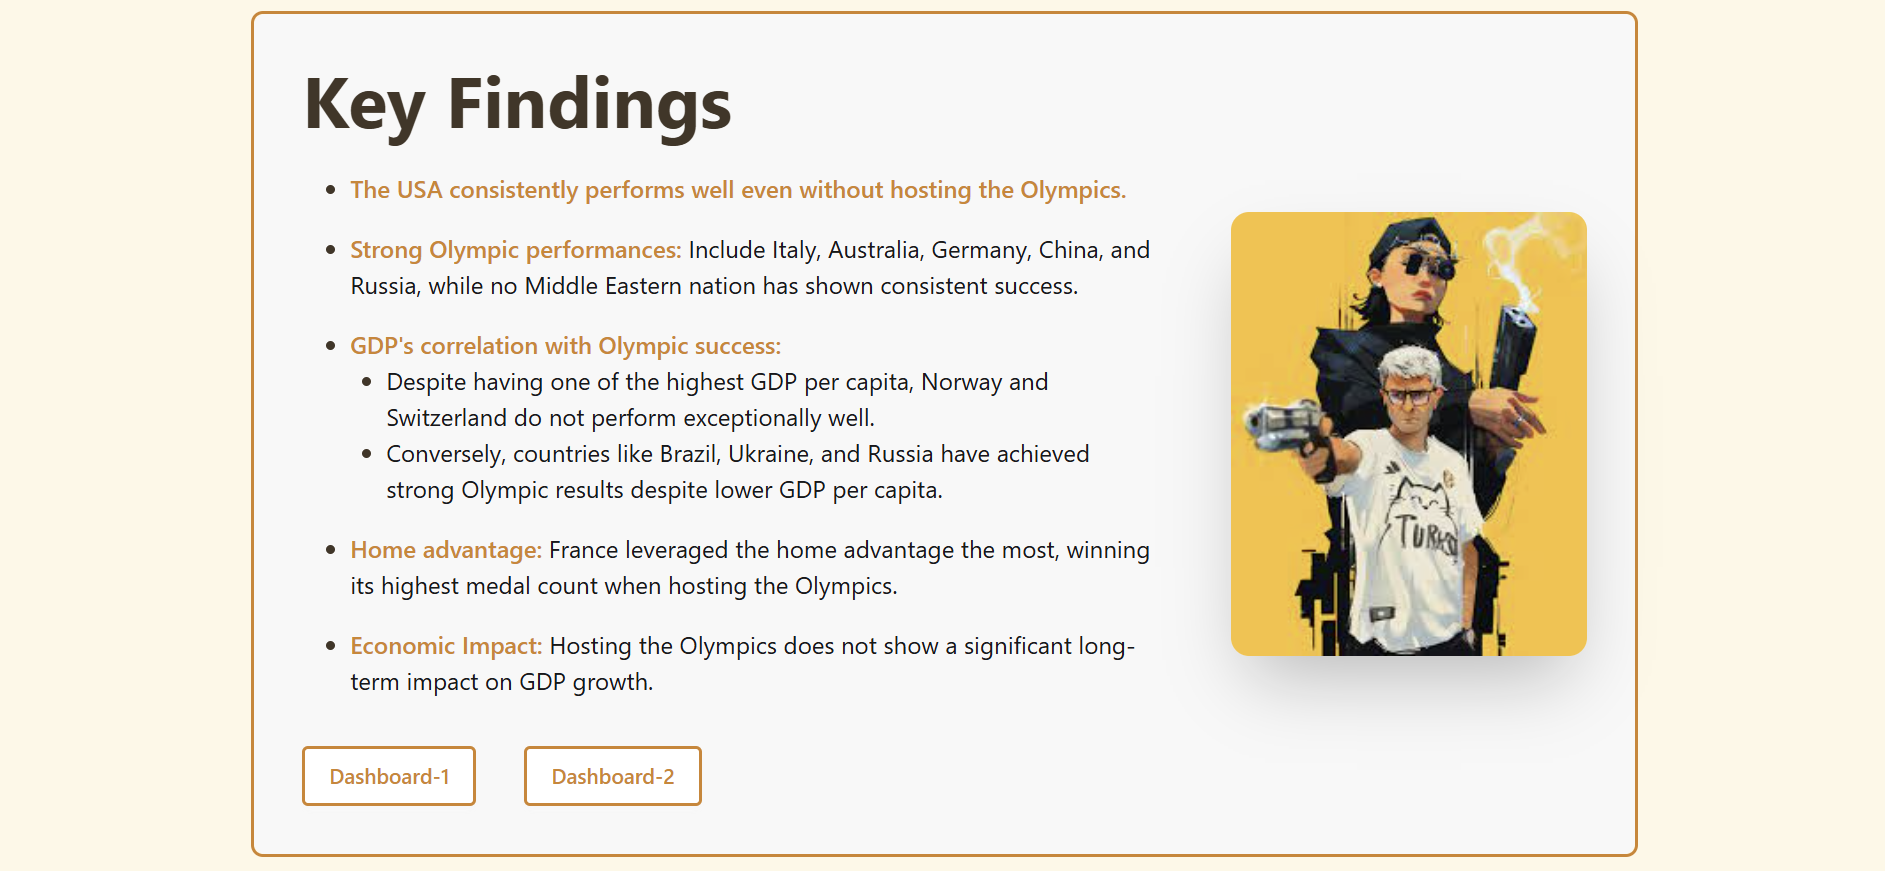 Key Findings
The USA consistently performs well even without hosting the Olympics.
Strong Olympic performances: Include Italy, Australia, Germany, China, and
Russia, while no Middle Eastern nation has shown consistent success.
GDP's correlation with Olympic success:
Despite having one of the highest GDP per capita, Norway and
Switzerland do not perform exceptionally well.
Conversely, countries like Brazil, Ukraine, and Russia have achieved
strong Olympic results despite lower GDP per capita.
Home advantage: France leveraged the home advantage the most, winning
its highest medal count when hosting the Olympics.
Economic Impact: Hosting the Olympics does not show a significant long-
term impact on GDP growth.
Dashboard-1
Dashboard-2